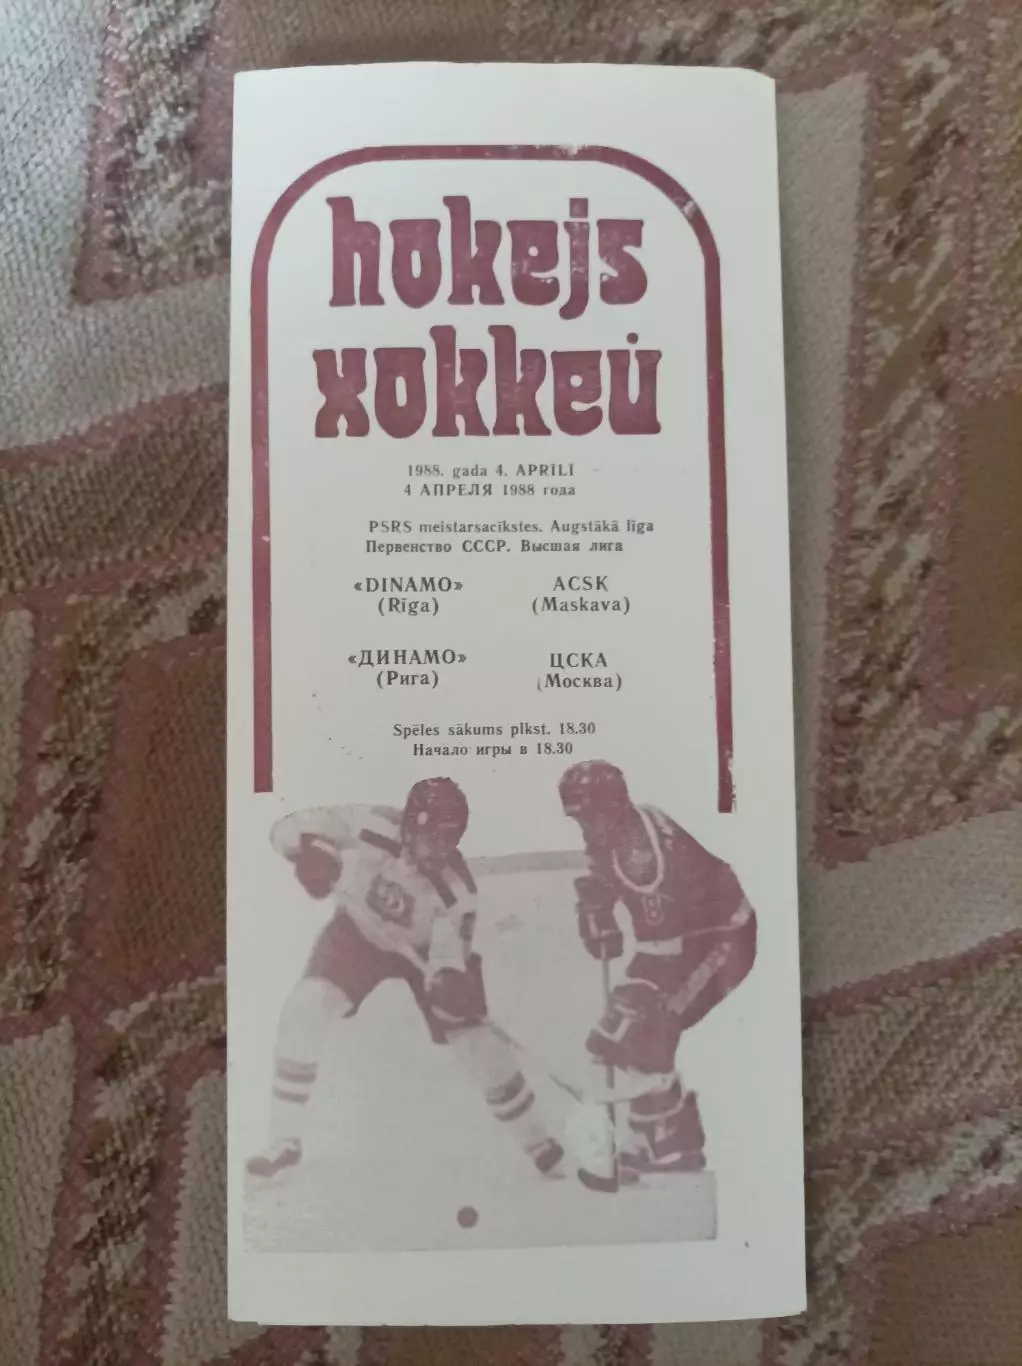 hokejs
хоккей
1988. gada 4. APRĪLĪ
4 АПРЕЛЯ 1988 года
PSRS meistarsacīkstes. Augstākā līga
Первенство СССР. Высшая лига
«DINAMO» ACSK
(Rīga) (Maskava)
«ДИНАМО» ЦСКА
(Рига) (Москва)
Spēles sākums plkst. 18.30
Начало игры в 18.30